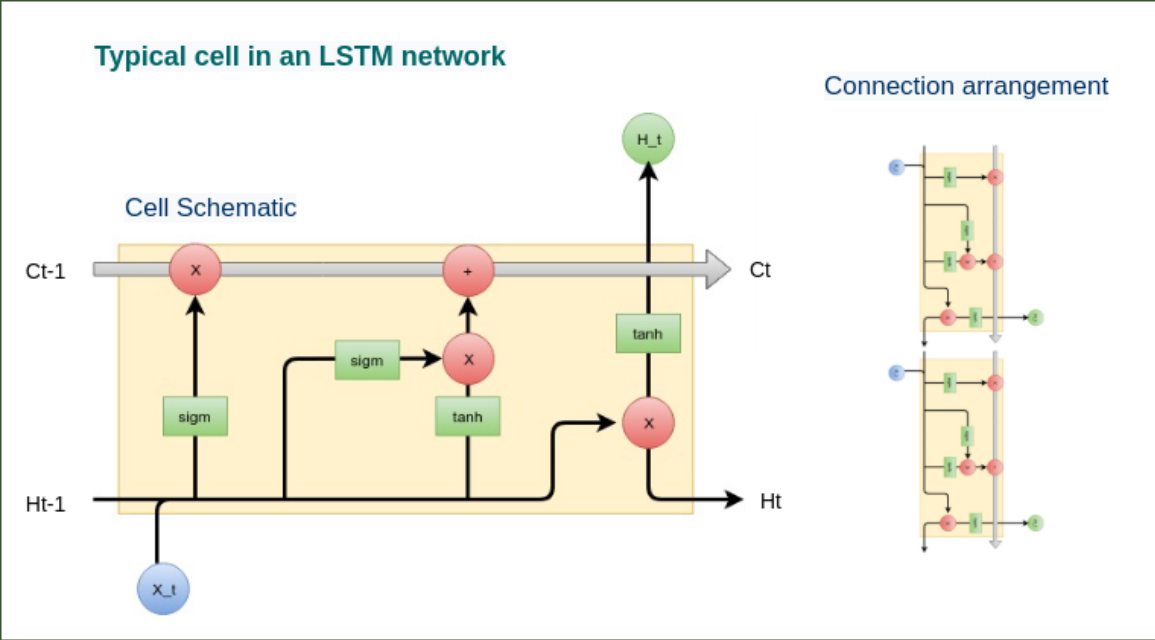 Typical cell in an LSTM network
Connection arrangement
H_t
Cell Schematic
Ct-1
X
+
Ct
tanh
sigm
X
sigm
tanh
X
Ht-1
Ht
X_t